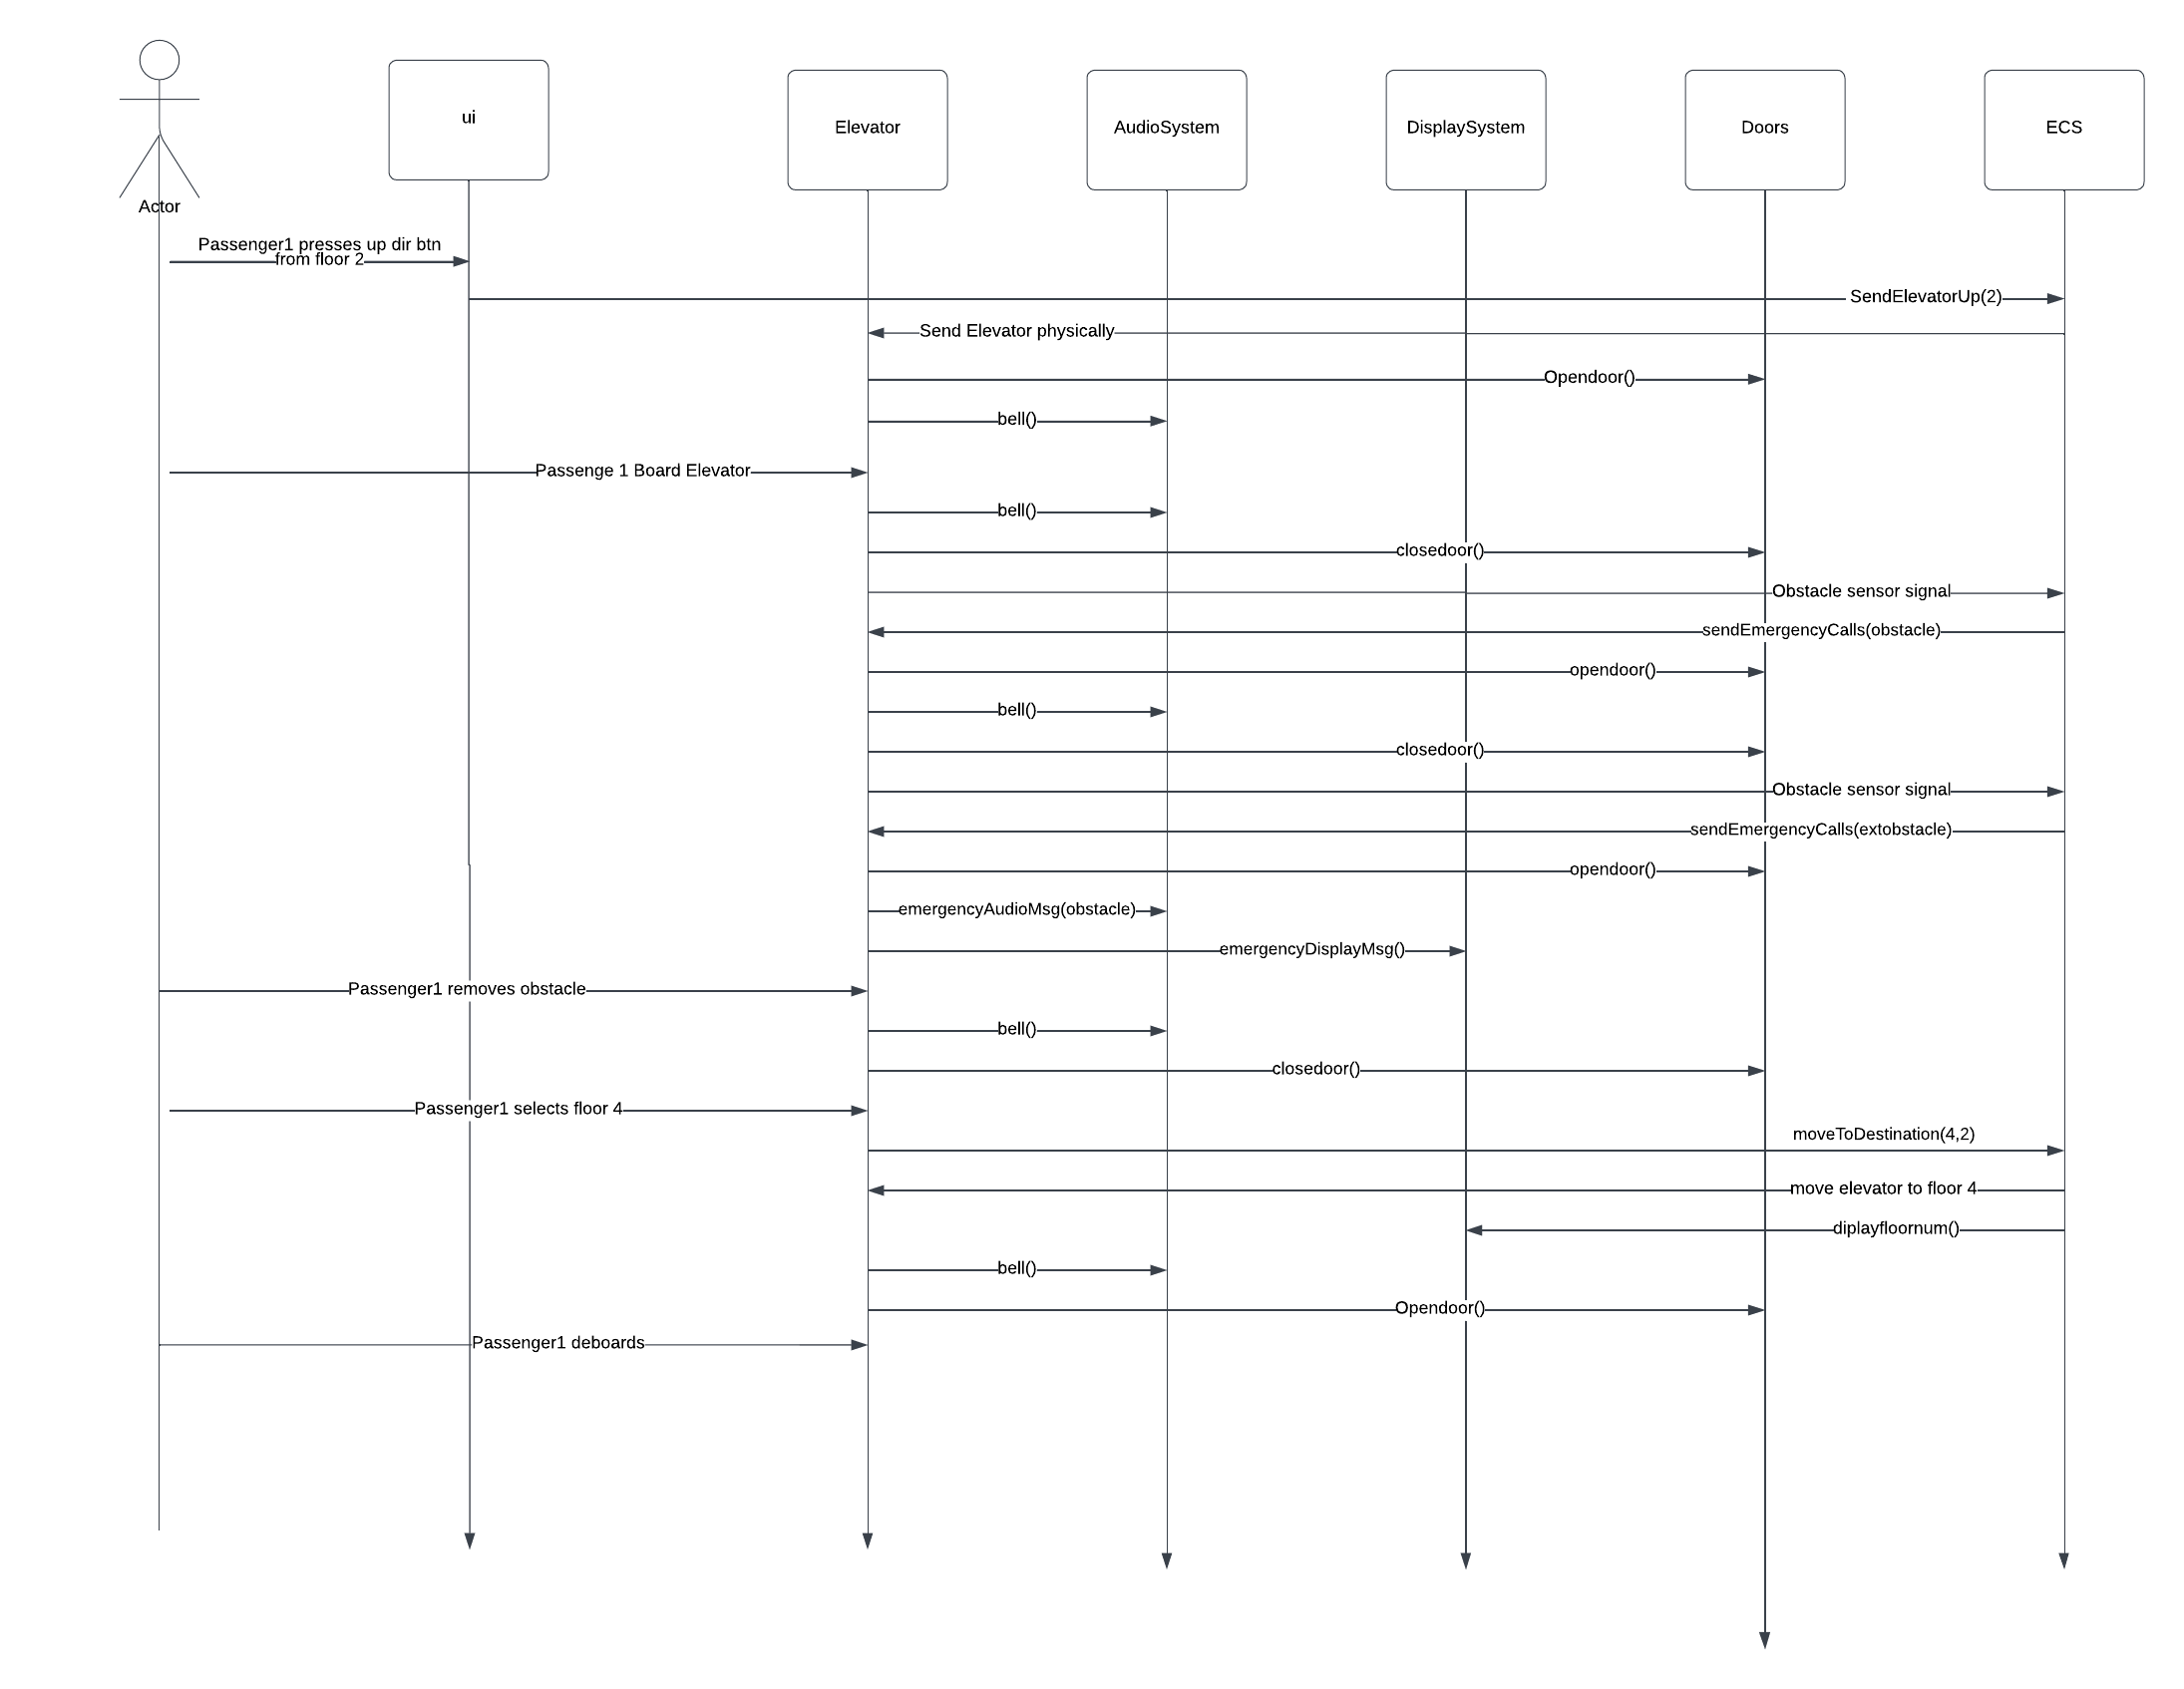 ui
Elevator
AudioSystem
DisplaySystem
Doors
ECS
Actor
Passenger1 presses up dir btn
from floor 2
SendElevatorUp(2)
Send Elevator physically
Opendoor()
bell()
Passenge 1 Board Elevator
bell()
closedoor()
Obstacle sensor signal
sendEmergencyCalls(obstacle)
opendoor()
bell()
closedoor()
Obstacle sensor signal
sendEmergencyCalls(extobstacle)
opendoor()
emergencyAudioMsg(obstacle)
emergencyDisplayMsg()
Passenger1 removes obstacle
bell()
closedoor()
Passenger1 selects floor 4
moveToDestination(4,2)
move elevator to floor 4
diplayfloornum()
bell()
Opendoor()
Passenger1 deboards